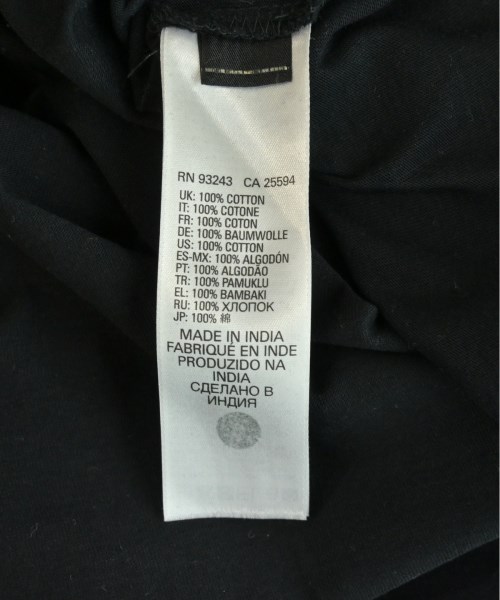 RN 93243 CA 25594
UK: 100% COTTON
IT: 100% COTONE
FR: 100% COTON
DE: 100% BAUMWOLLE
US: 100% COTTON
ES-MX: 100% ALGODÓN
PT: 100% ALGODÃO
TR: 100% PAMUKLU
EL: 100% BAMBAKI
RU: 100% ХЛОПОК
JP: 100% 綿
MADE IN INDIA
FABRIQUÉ EN INDE
PRODUZIDO NA
INDIA
СДЕЛАНО В
ИНДИЯ